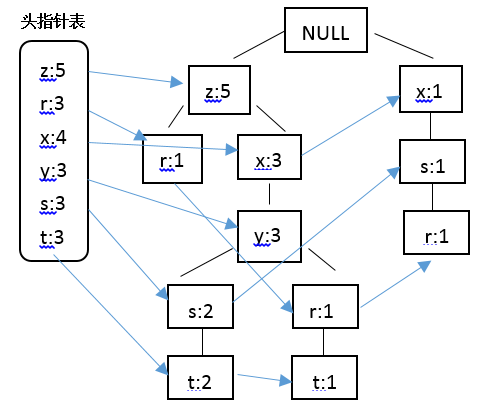 头指针表
z:5
r:3
x:4
y:3
s:3
t:3
NULL
z:5
x:1
r:1
x:3
s:1
y:3
r:1
s:2
r:1
t:2
t:1